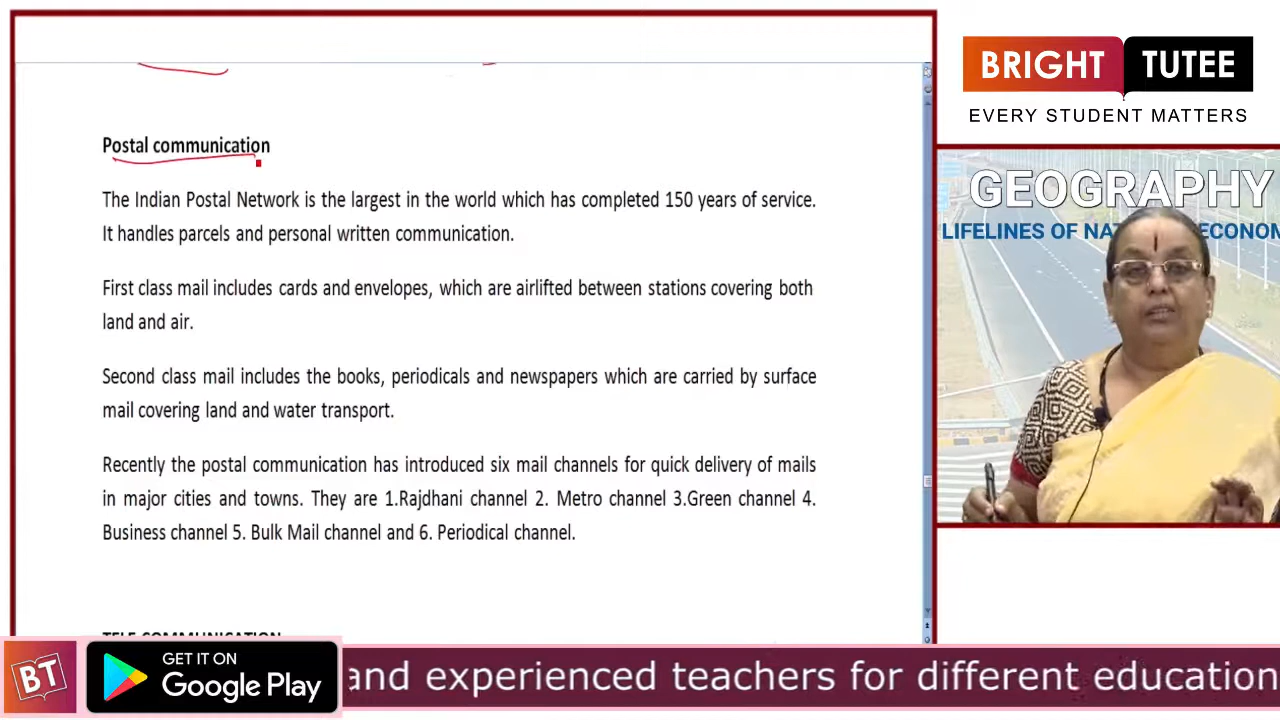 BRIGHT TUTEE
EVERY STUDENT MATTERS
Postal communication
The Indian Postal Network is the largest in the world which has completed 150 years of service.
It handles parcels and personal written communication.
First class mail includes cards and envelopes, which are airlifted between stations covering both
land and air.
Second class mail includes the books, periodicals and newspapers which are carried by surface
mail covering land and water transport.
Recently the postal communication has introduced six mail channels for quick delivery of mails
in major cities and towns. They are 1.Rajdhani channel 2. Metro channel 3.Green channel 4.
Business channel 5. Bulk Mail channel and 6. Periodical channel.
TELE COMMUNICATION
GEOGRAPHY
LIFELINES OF NAT ECONOM
BT
GET IT ON
Google Play
and experienced teachers for different education